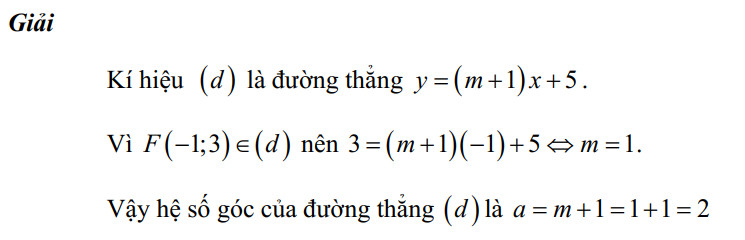 Giải
Kí hiệu (d) là đường thẳng y=(m+1)x+5.
Vì F(−1;3)∈(d) nên 3=(m+1)(−1)+5⇔m=1.
Vậy hệ số góc của đường thẳng (d) là a=m+1=1+1=2